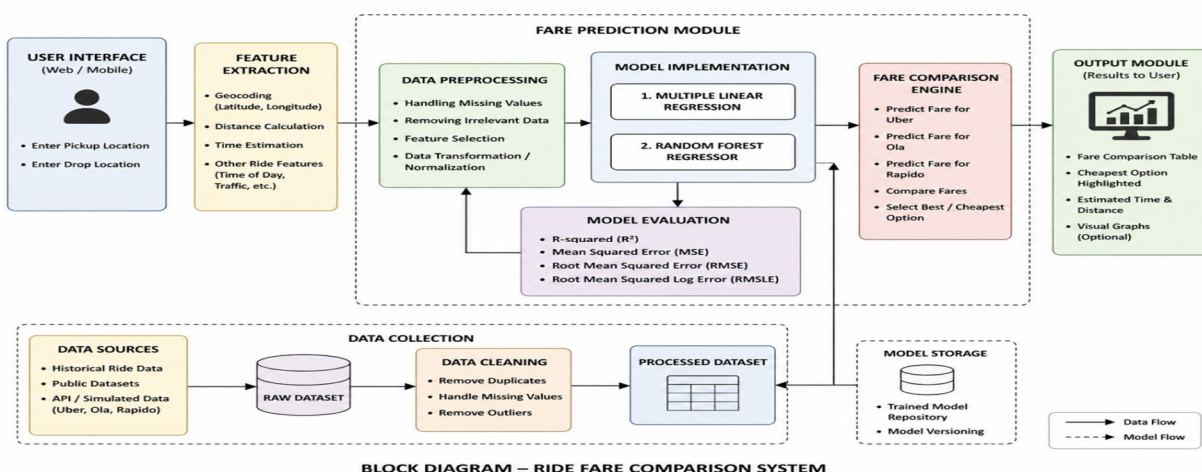 FARE PREDICTION MODULE
USER INTERFACE
(Web / Mobile)
• Enter Pickup Location
• Enter Drop Location
FEATURE
EXTRACTION
• Geocoding
(Latitude, Longitude)
• Distance Calculation
• Time Estimation
• Other Ride Features
(Time of Day,
Traffic, etc.)
DATA PREPROCESSING
• Handling Missing Values
• Removing Irrelevant Data
• Feature Selection
• Data Transformation /
Normalization
MODEL IMPLEMENTATION
1. MULTIPLE LINEAR
REGRESSION
2. RANDOM FOREST
REGRESSOR
MODEL EVALUATION
• R-squared (R²)
• Mean Squared Error (MSE)
• Root Mean Squared Error (RMSE)
• Root Mean Squared Log Error (RMSLE)
FARE COMPARISON
ENGINE
• Predict Fare for
Uber
• Predict Fare for
Ola
• Predict Fare for
Rapido
• Compare Fares
• Select Best / Cheapest
Option
OUTPUT MODULE
(Results to User)
• Fare Comparison Table
• Cheapest Option
Highlighted
• Estimated Time &
Distance
• Visual Graphs
(Optional)
DATA COLLECTION
DATA SOURCES
• Historical Ride Data
• Public Datasets
• API / Simulated Data
(Uber, Ola, Rapido)
RAW DATASET
DATA CLEANING
• Remove Duplicates
• Handle Missing Values
• Remove Outliers
PROCESSED DATASET
MODEL STORAGE
• Trained Model
Repository
• Model Versioning
Data Flow
Model Flow
BLOCK DIAGRAM – RIDE FARE COMPARISON SYSTEM